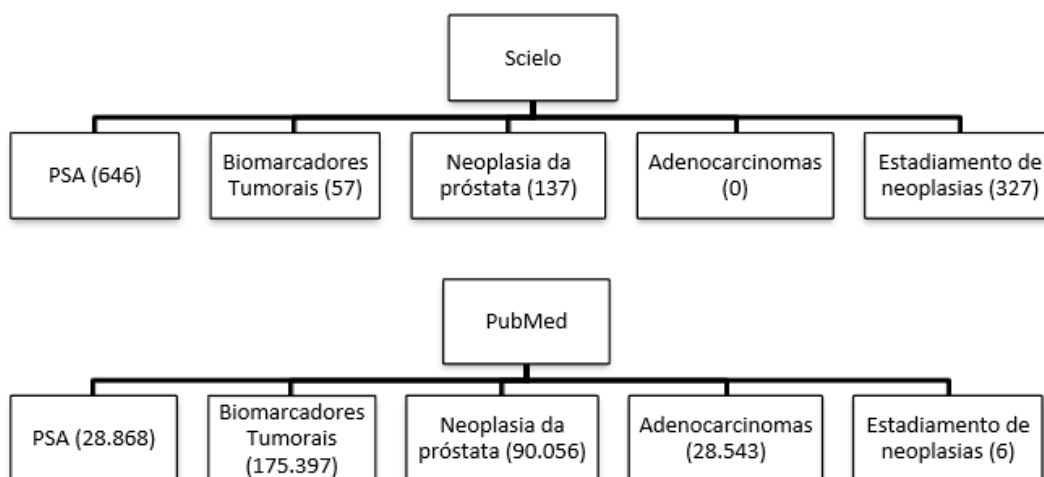 Scielo
PSA (646)
Biomarcadores
Tumorais (57)
Neoplasia da
próstata (137)
Adenocarcinomas
(0)
Estadiamento de
neoplasias (327)
PubMed
PSA (28.868)
Biomarcadores
Tumorais
(175.397)
Neoplasia da
próstata (90.056)
Adenocarcinomas
(28.543)
Estadiamento de
neoplasias (6)